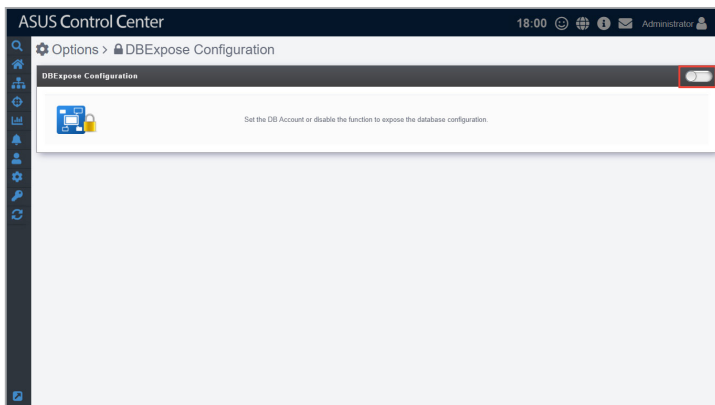 ASUS Control Center
18:00
Administrator
Options > DBExpose Configuration
DBExpose Configuration
Set the DB Account or disable the function to expose the database configuration.